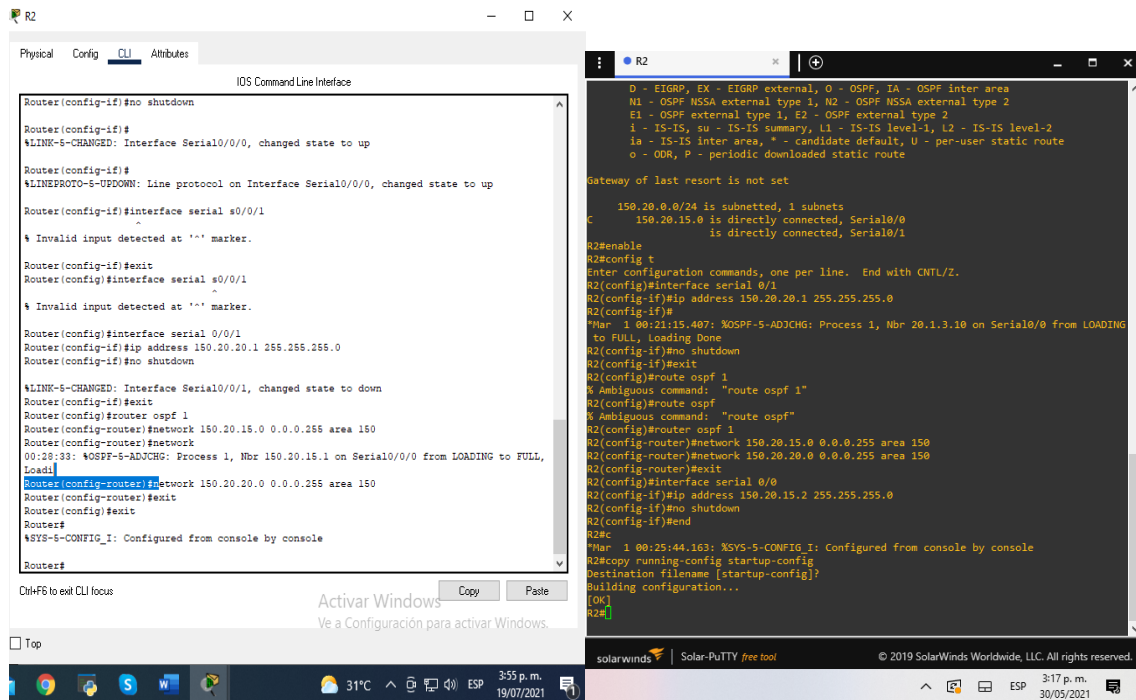 R2
Physical Config CLI Attributes
IOS Command Line Interface
Router(config-if)#no shutdown
Router(config-if)#
%LINK-5-CHANGED: Interface Serial0/0/0, changed state to up
Router(config-if)#
%LINEPROTO-5-UPDOWN: Line protocol on Interface Serial0/0/0, changed state to up
Router(config-if)#interface serial s0/0/1
^
% Invalid input detected at '^' marker.
Router(config-if)#exit
Router(config)#interface serial s0/0/1
^
% Invalid input detected at '^' marker.
Router(config)#interface serial 0/0/1
Router(config-if)#ip address 150.20.20.1 255.255.255.0
Router(config-if)#no shutdown
%LINK-5-CHANGED: Interface Serial0/0/1, changed state to down
Router(config-if)#exit
Router(config)#router ospf 1
Router(config-router)#network 150.20.15.0 0.0.0.255 area 150
Router(config-router)#network
00:28:33: %OSPF-5-ADJCHG: Process 1, Nbr 150.20.15.1 on Serial0/0/0 from LOADING to FULL,
Loadi
Router(config-router)#network 150.20.20.0 0.0.0.255 area 150
Router(config-router)#exit
Router(config)#exit
Router#
%SYS-5-CONFIG_I: Configured from console by console
Router#
Ctrl+F6 to exit CLI focus
Copy Paste
Activar Windows
Ve a Configuración para activar Windows.
Top
31°C ESP 3:55 p. m.
19/07/2021
1
R2
D - EIGRP, EX - EIGRP external, O - OSPF, IA - OSPF inter area
N1 - OSPF NSSA external type 1, N2 - OSPF NSSA external type 2
E1 - OSPF external type 1, E2 - OSPF external type 2
i - IS-IS, su - IS-IS summary, L1 - IS-IS level-1, L2 - IS-IS level-2
ia - IS-IS inter area, * - candidate default, U - per-user static route
o - ODR, P - periodic downloaded static route
Gateway of last resort is not set
150.20.0.0/24 is subnetted, 1 subnets
C 150.20.15.0 is directly connected, Serial0/0
is directly connected, Serial0/1
R2#enable
R2#config t
Enter configuration commands, one per line. End with CNTL/Z.
R2(config)#interface serial 0/1
R2(config-if)#ip address 150.20.20.1 255.255.255.0
R2(config-if)#
*Mar 1 00:21:15.407: %OSPF-5-ADJCHG: Process 1, Nbr 20.1.3.10 on Serial0/0 from LOADING
to FULL, Loading Done
R2(config-if)#no shutdown
R2(config-if)#exit
R2(config)#route ospf 1
% Ambiguous command: "route ospf 1"
R2(config)#route ospf
% Ambiguous command: "route ospf"
R2(config)#router ospf 1
R2(config-router)#network 150.20.15.0 0.0.0.255 area 150
R2(config-router)#network 150.20.20.0 0.0.0.255 area 150
R2(config-router)#exit
R2(config)#interface serial 0/0
R2(config-if)#ip address 150.20.15.2 255.255.255.0
R2(config-if)#no shutdown
R2(config-if)#end
R2#c
*Mar 1 00:25:44.163: %SYS-5-CONFIG_I: Configured from console by console
R2#copy running-config startup-config
Destination filename [startup-config]?
Building configuration...
[OK]
R2#
solarwinds Solar-PuTTY free tool © 2019 SolarWinds Worldwide, LLC. All rights reserved.
ESP 3:17 p. m.
30/05/2021